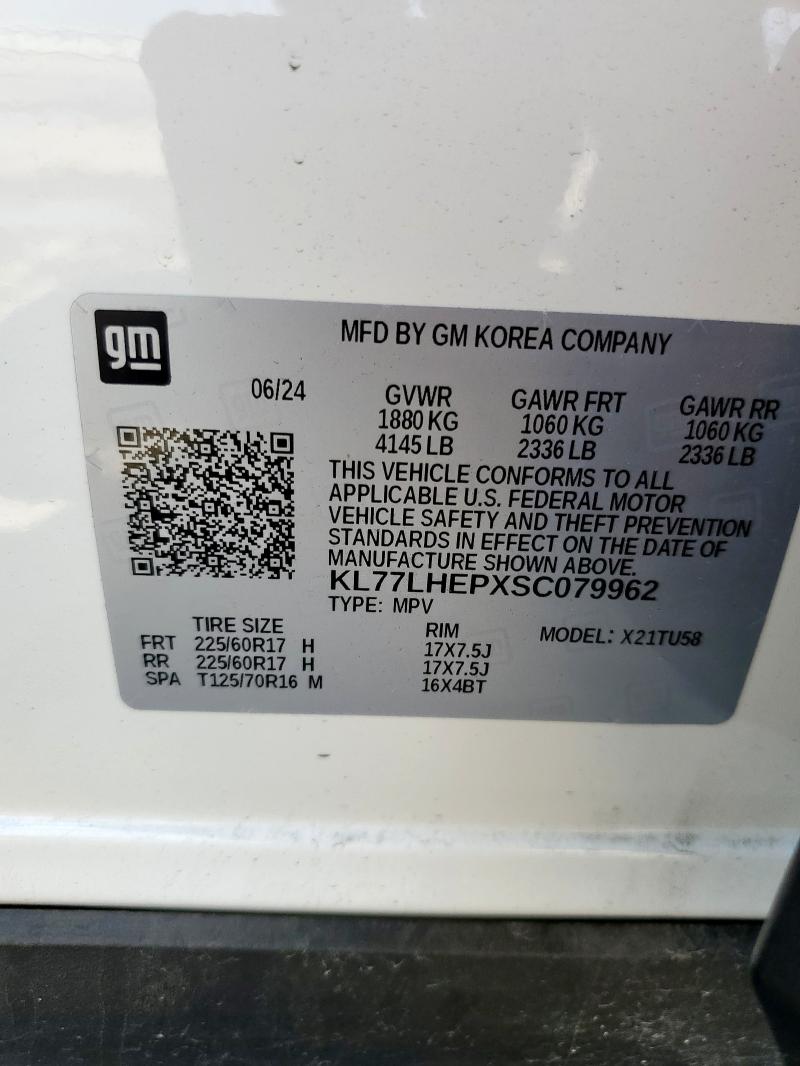 gm
MFD BY GM KOREA COMPANY
06/24 GVWR GAWR FRT GAWR RR
1880 KG 1060 KG 1060 KG
4145 LB 2336 LB 2336 LB
THIS VEHICLE CONFORMS TO ALL
APPLICABLE U.S. FEDERAL MOTOR
VEHICLE SAFETY AND THEFT PREVENTION
STANDARDS IN EFFECT ON THE DATE OF
MANUFACTURE SHOWN ABOVE.
KL77LHEPXSC079962
TYPE: MPV
TIRE SIZE RIM MODEL: X21TU58
FRT 225/60R17 H 17X7.5J
RR 225/60R17 H 17X7.5J
SPA T125/70R16 M 16X4BT